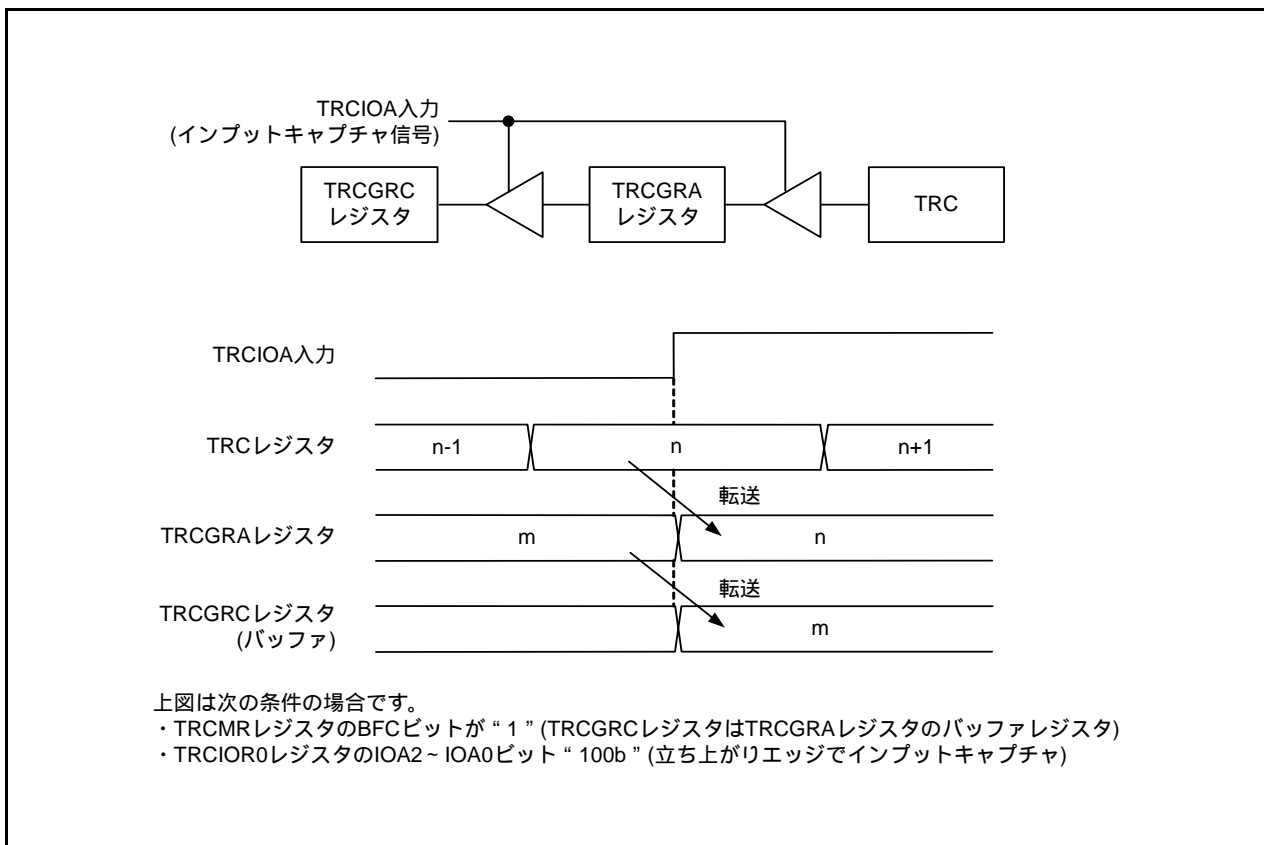 TRCIOA入力
(インプットキャプチャ信号)
TRCGRC
レジスタ
TRCGRA
レジスタ
TRC
TRCIOA入力
TRCレジスタ
n-1
n
n+1
転送
TRCGRAレジスタ
m
n
転送
TRCGRCレジスタ
(バッファ)
m
上図は次の条件の場合です。
・TRCMRレジスタのBFCビットが“1”(TRCGRCレジスタはTRCGRAレジスタのバッファレジスタ)
・TRCIOR0レジスタのIOA2~IOA0ビット“100b”(立ち上がりエッジでインプットキャプチャ)